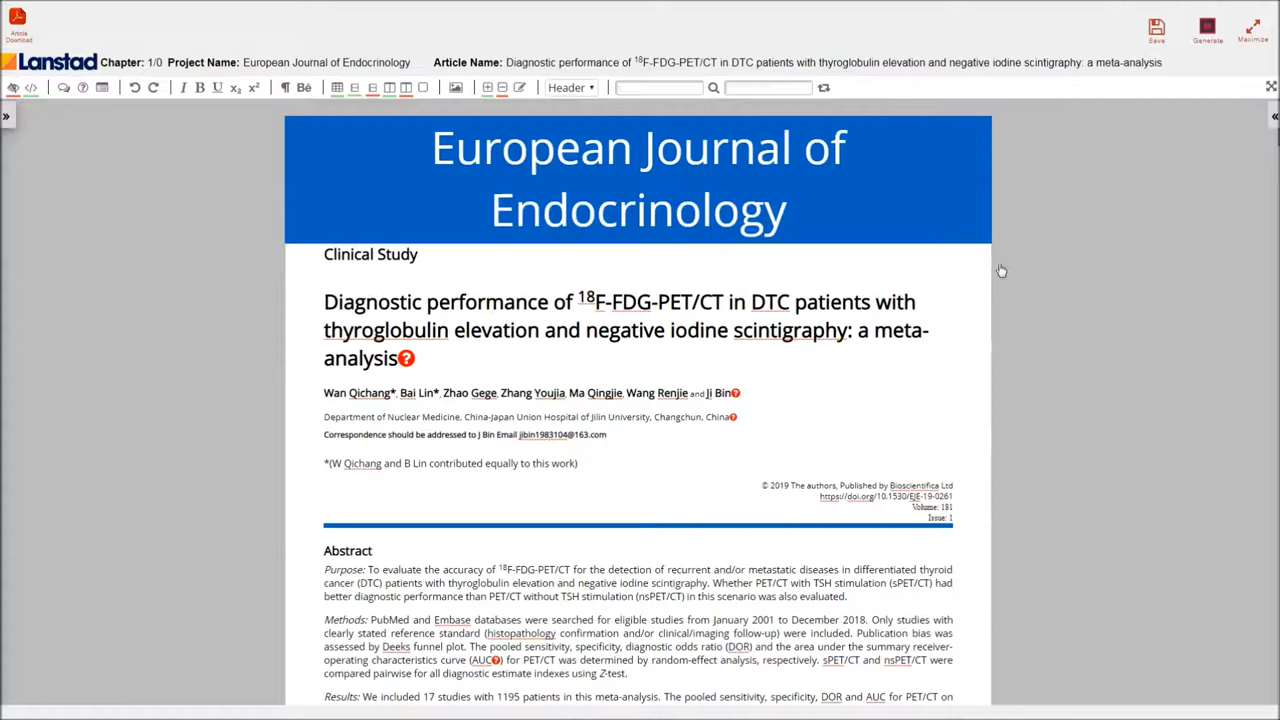 Article
Download
Save
Generate
Maximize
Lanstad Chapter: 1/0 Project Name: European Journal of Endocrinology Article Name: Diagnostic performance of 18F-FDG-PET/CT in DTC patients with thyroglobulin elevation and negative iodine scintigraphy: a meta-analysis
I B U x₂ x² ¶ Bē Header
European Journal of
Endocrinology
Clinical Study
Diagnostic performance of 18F-FDG-PET/CT in DTC patients with
thyroglobulin elevation and negative iodine scintigraphy: a meta-
analysis?
Wan Qichang*, Bai Lin*, Zhao Gege, Zhang Youjia, Ma Qingjie, Wang Renjie and Ji Bin?
Department of Nuclear Medicine, China-Japan Union Hospital of Jilin University, Changchun, China?
Correspondence should be addressed to J Bin Email jibin1983104@163.com
*(W Qichang and B Lin contributed equally to this work)
© 2019 The authors, Published by Bioscientifica Ltd
https://doi.org/10.1530/EJE-19-0261
Volume: 181
Issue: 1
Abstract
Purpose: To evaluate the accuracy of 18F-FDG-PET/CT for the detection of recurrent and/or metastatic diseases in differentiated thyroid
cancer (DTC) patients with thyroglobulin elevation and negative iodine scintigraphy. Whether PET/CT with TSH stimulation (sPET/CT) had
better diagnostic performance than PET/CT without TSH stimulation (nsPET/CT) in this scenario was also evaluated.
Methods: PubMed and Embase databases were searched for eligible studies from January 2001 to December 2018. Only studies with
clearly stated reference standard (histopathology confirmation and/or clinical/imaging follow-up) were included. Publication bias was
assessed by Deeks funnel plot. The pooled sensitivity, specificity, diagnostic odds ratio (DOR) and the area under the summary receiver-
operating characteristics curve (AUC?) for PET/CT was determined by random-effect analysis, respectively. sPET/CT and nsPET/CT were
compared pairwise for all diagnostic estimate indexes using Z-test.
Results: We included 17 studies with 1195 patients in this meta-analysis. The pooled sensitivity, specificity, DOR and AUC for PET/CT on